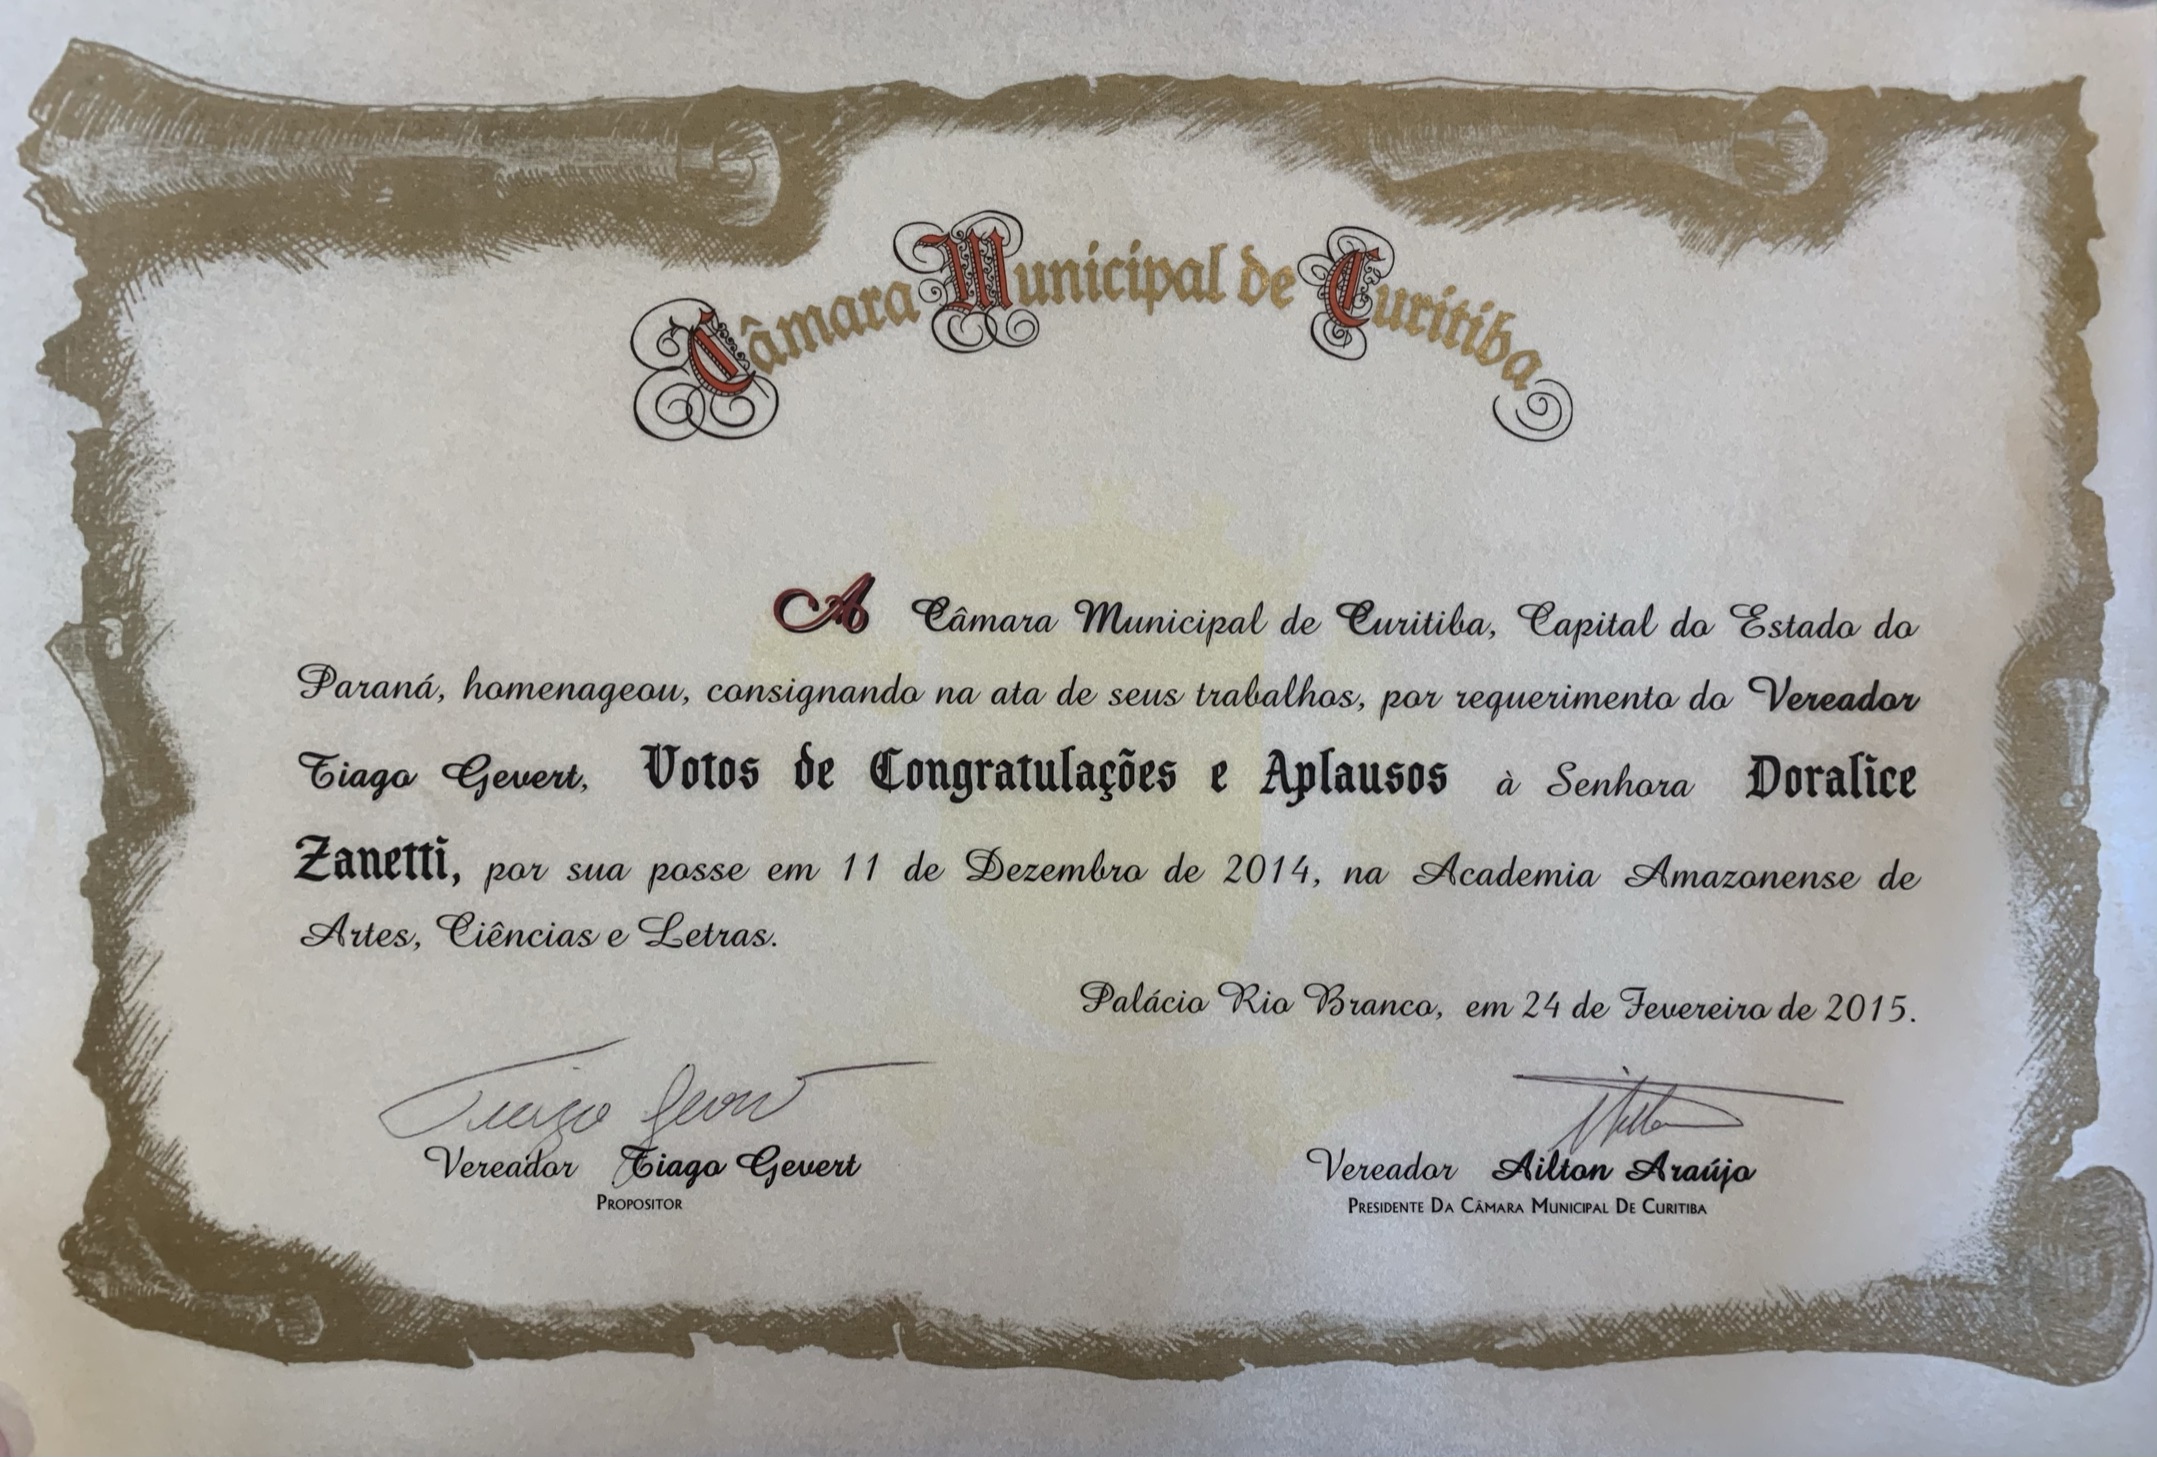 Câmara Municipal de Curitiba
A Câmara Municipal de Curitiba, Capital do Estado do
Paraná, homenageou, consignando na ata de seus trabalhos, por requerimento do Vereador
Tiago Gevert, Votos de Congratulações e Aplausos à Senhora Doralice
Zanetti, por sua posse em 11 de Dezembro de 2014, na Academia Amazonense de
Artes, Ciências e Letras.
Palácio Rio Branco, em 24 de Fevereiro de 2015.
Vereador Tiago Gevert
PROPOSITOR
Vereador Ailton Araújo
PRESIDENTE DA CÂMARA MUNICIPAL DE CURITIBA